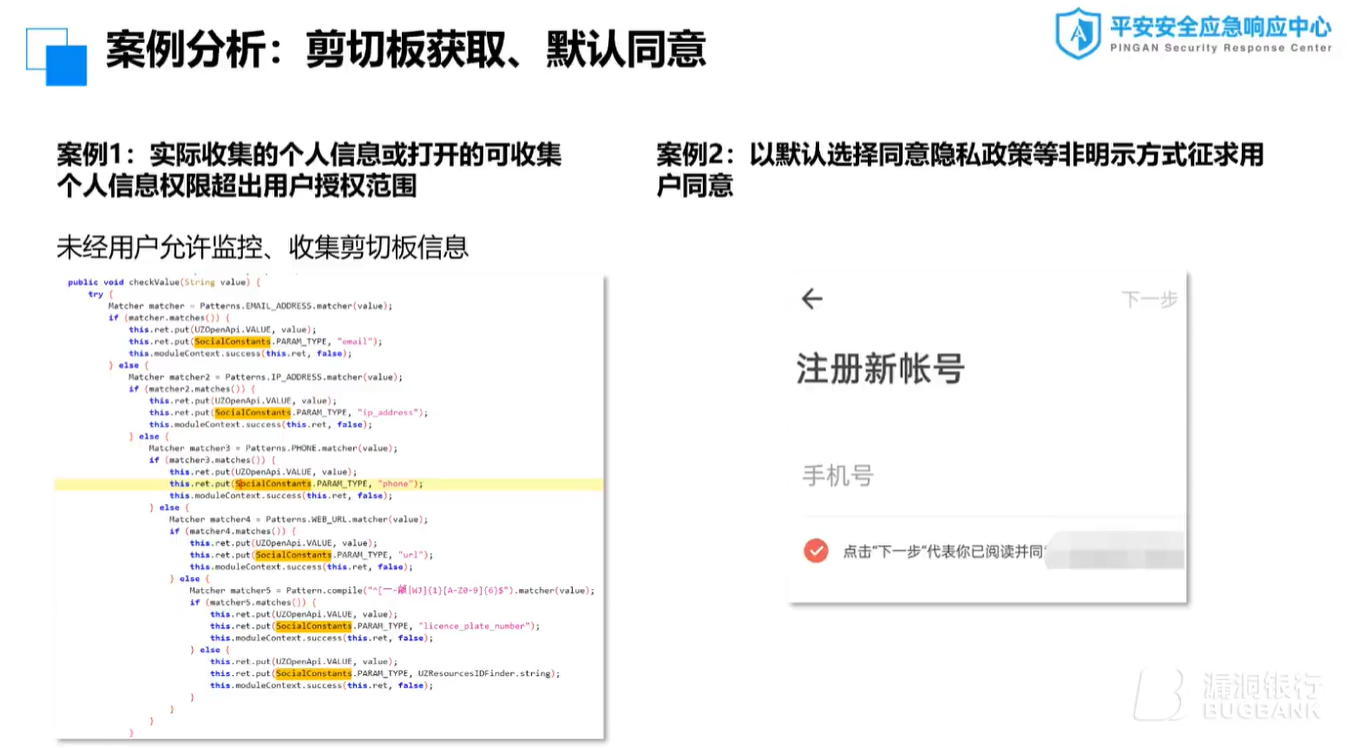 案例分析：剪切板获取、默认同意
平安安全应急响应中心
PINGAN Security Response Center
案例1：实际收集的个人信息或打开的可收集
个人信息权限超出用户授权范围
未经用户允许监控、收集剪切板信息
public void checkValue(String value) {
try {
Matcher matcher = Patterns.EMAIL_ADDRESS.matcher(value);
if (matcher.matches()) {
this.ret.put(UZOpenApi.VALUE, value);
this.ret.put(SocialConstants.PARAM_TYPE, "email");
this.moduleContext.success(this.ret, false);
} else {
Matcher matcher2 = Patterns.IP_ADDRESS.matcher(value);
if (matcher2.matches()) {
this.ret.put(UZOpenApi.VALUE, value);
this.ret.put(SocialConstants.PARAM_TYPE, "ip_address");
this.moduleContext.success(this.ret, false);
} else {
Matcher matcher3 = Patterns.PHONE.matcher(value);
if (matcher3.matches()) {
this.ret.put(UZOpenApi.VALUE, value);
this.ret.put(SocialConstants.PARAM_TYPE, "phone");
this.moduleContext.success(this.ret, false);
} else {
Matcher matcher4 = Patterns.WEB_URL.matcher(value);
if (matcher4.matches()) {
this.ret.put(UZOpenApi.VALUE, value);
this.ret.put(SocialConstants.PARAM_TYPE, "url");
this.moduleContext.success(this.ret, false);
} else {
Matcher matcher5 = Pattern.compile("^[一-龥|WJ]{1}[A-Z0-9]{6}$").matcher(value);
if (matcher5.matches()) {
this.ret.put(UZOpenApi.VALUE, value);
this.ret.put(SocialConstants.PARAM_TYPE, "licence_plate_number");
this.moduleContext.success(this.ret, false);
} else {
this.ret.put(UZOpenApi.VALUE, value);
this.ret.put(SocialConstants.PARAM_TYPE, UZResourcesIDFinder.string);
this.moduleContext.success(this.ret, false);
}
}
}
}
案例2：以默认选择同意隐私政策等非明示方式征求用
户同意
下一步
注册新帐号
手机号
点击"下一步"代表你已阅读并同
漏洞银行
BUGBANK